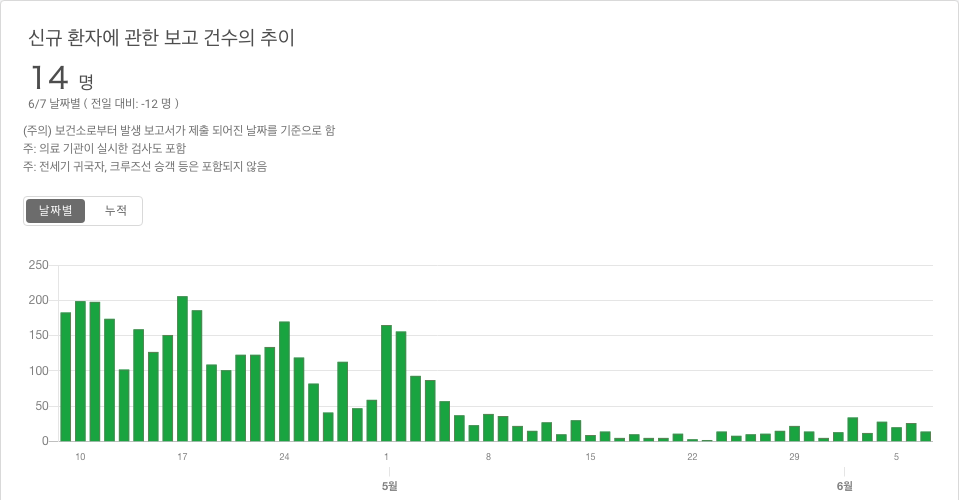 신규 환자에 관한 보고 건수의 추이
14 명
6/7 날짜별 ( 전일 대비: -12 명 )
(주의) 보건소로부터 발생 보고서가 제출 되어진 날짜를 기준으로 함
주: 의료 기관이 실시한 검사도 포함
주: 전세기 귀국자, 크루즈선 승객 등은 포함되지 않음
날짜별 누적
250
200
150
100
50
0
10 17 24 1 8 15 22 29 5
5월 6월